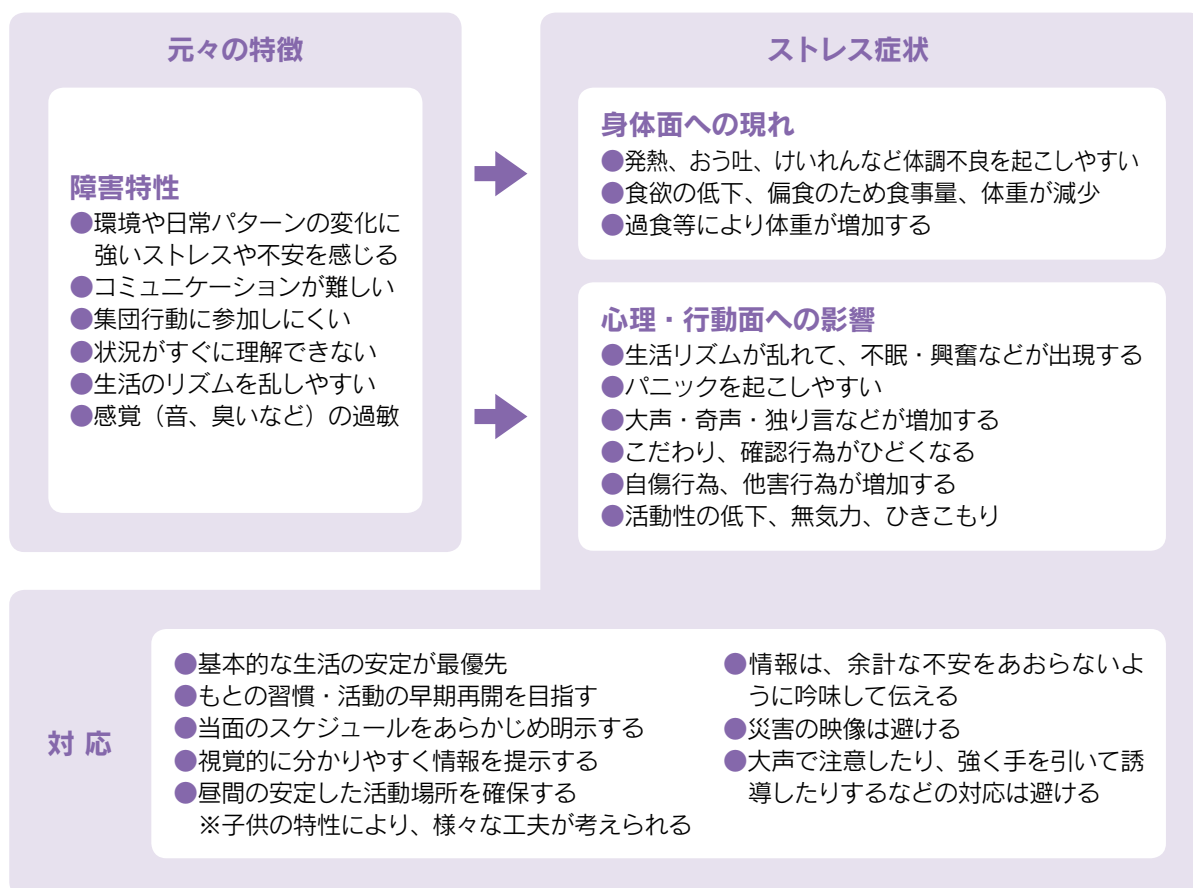 元々の特徴
障害特性
●環境や日常パターンの変化に
強いストレスや不安を感じる
●コミュニケーションが難しい
●集団行動に参加しにくい
●状況がすぐに理解できない
●生活のリズムを乱しやすい
●感覚（音、臭いなど）の過敏
ストレス症状
身体面への現れ
●発熱、おう吐、けいれんなど体調不良を起こしやすい
●食欲の低下、偏食のため食事量、体重が減少
●過食等により体重が増加する
心理・行動面への影響
●生活リズムが乱れて、不眠・興奮などが出現する
●パニックを起こしやすい
●大声・奇声・独り言などが増加する
●こだわり、確認行為がひどくなる
●自傷行為、他害行為が増加する
●活動性の低下、無気力、ひきこもり
対 応
●基本的な生活の安定が最優先
●もとの習慣・活動の早期再開を目指す
●当面のスケジュールをあらかじめ明示する
●視覚的に分かりやすく情報を提示する
●昼間の安定した活動場所を確保する
※子供の特性により、様々な工夫が考えられる
●情報は、余計な不安をあおらないよ
うに吟味して伝える
●災害の映像は避ける
●大声で注意したり、強く手を引いて誘
導したりするなどの対応は避ける